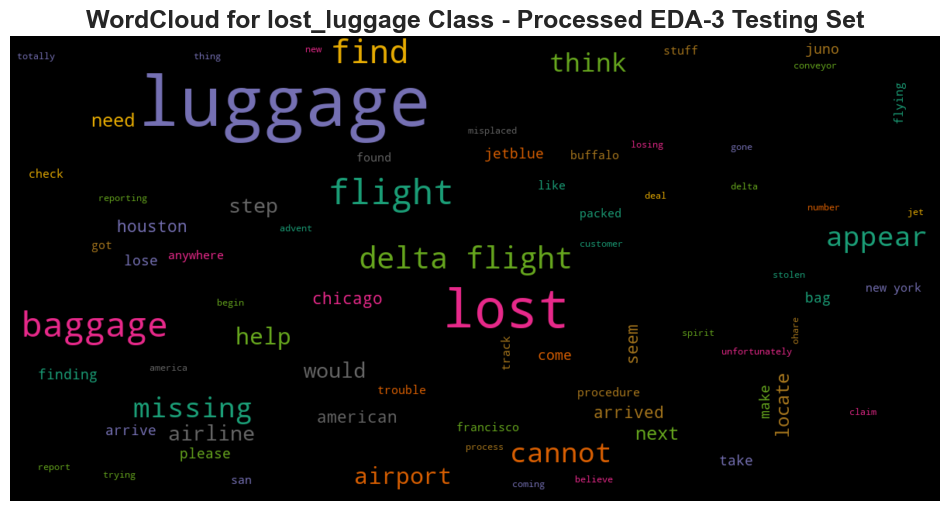 WordCloud for lost_luggage Class - Processed EDA-3 Testing Set
totally
thing
new
find
think
stuff
juno
conveyor
luggage
need
flying
misplaced
found
jetblue
buffalo
losing
gone
check
reporting
step
flight
like
packed
deal
delta
number
jet
houston
advent
got
lose
anywhere
delta flight
customer
appear
stolen
new york
bag
begin
chicago
lost
baggage
help
track
come
seem
spirit
ohare
unfortunately
finding
america
would
trouble
procedure
locate
make
missing
american
arrived
claim
arrive
airline
francisco
next
please
process
cannot
take
report
trying
san
airport
coming
believe